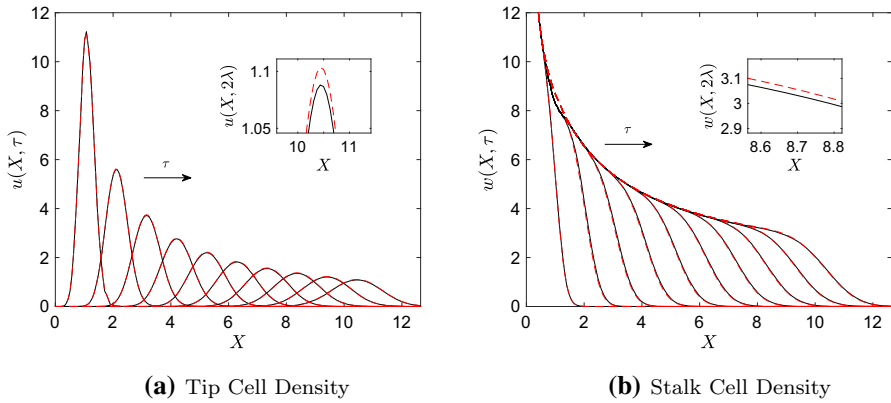 12
10
8
6
4
2
0
0 2 4 6 8 10 12
X
u(X, τ)
τ
1.1
1.05
10 11
X
u(X, 2λ)
(a) Tip Cell Density
12
10
8
6
4
2
0
0 2 4 6 8 10 12
X
w(X, τ)
τ
3.1
3
2.9
8.6 8.7 8.8
X
w(X, 2λ)
(b) Stalk Cell Density